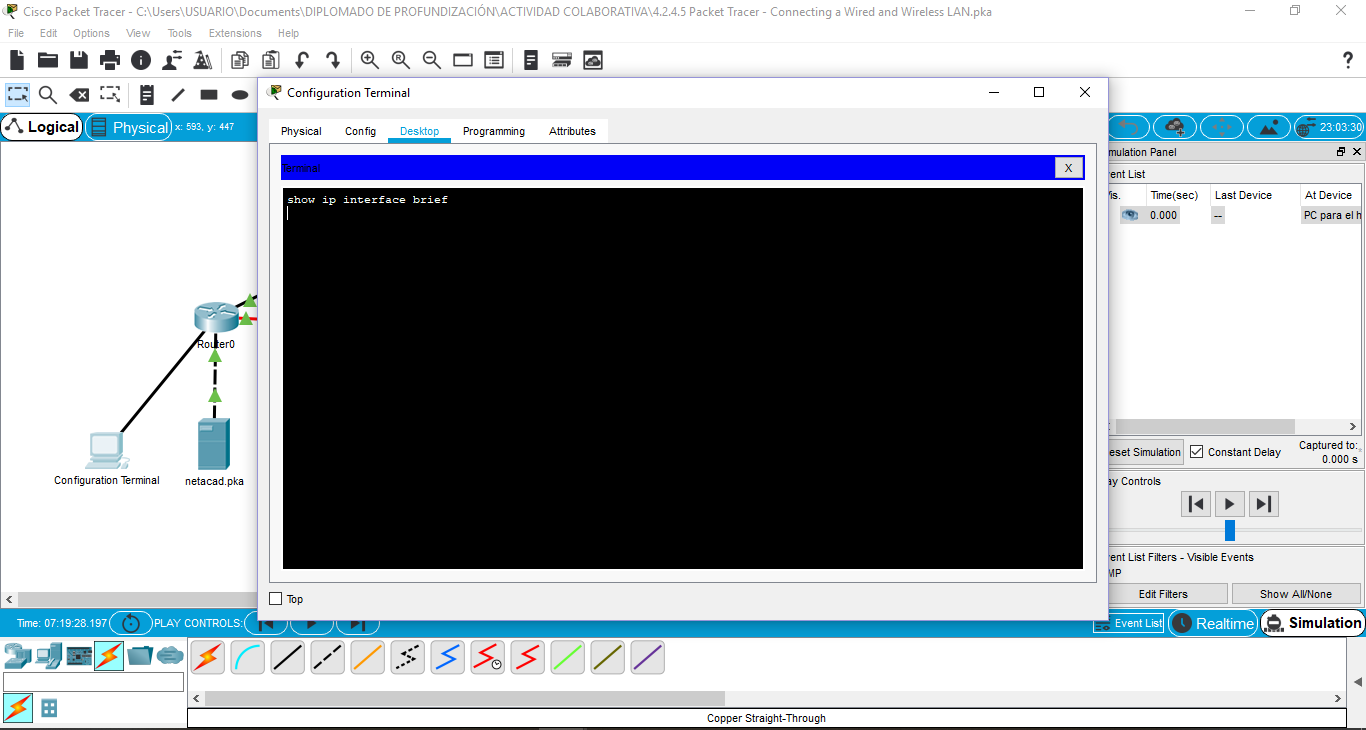 Cisco Packet Tracer - C:\Users\USUARIO\Documents\DIPLOMADO DE PROFUNDIZACIÓN\ACTIVIDAD COLABORATIVA\4.2.4.5 Packet Tracer - Connecting a Wired and Wireless LAN.pka
File Edit Options View Tools Extensions Help
Configuration Terminal
Logical Physical x: 593, y: 447 23:03:30
Physical Config Desktop Programming Attributes
mulation Panel
Terminal X
ent List
is. Time(sec) Last Device At Device
0.000 -- PC para el h
show ip interface brief
Router0
Configuration Terminal
netacad.pka
eset Simulation Constant Delay Captured to:
0.000 s
ay Controls
ent List Filters - Visible Events
MP
Edit Filters Show All/None
Top
Time: 07:19:28.197 PLAY CONTROLS: Event List Realtime Simulation
Copper Straight-Through